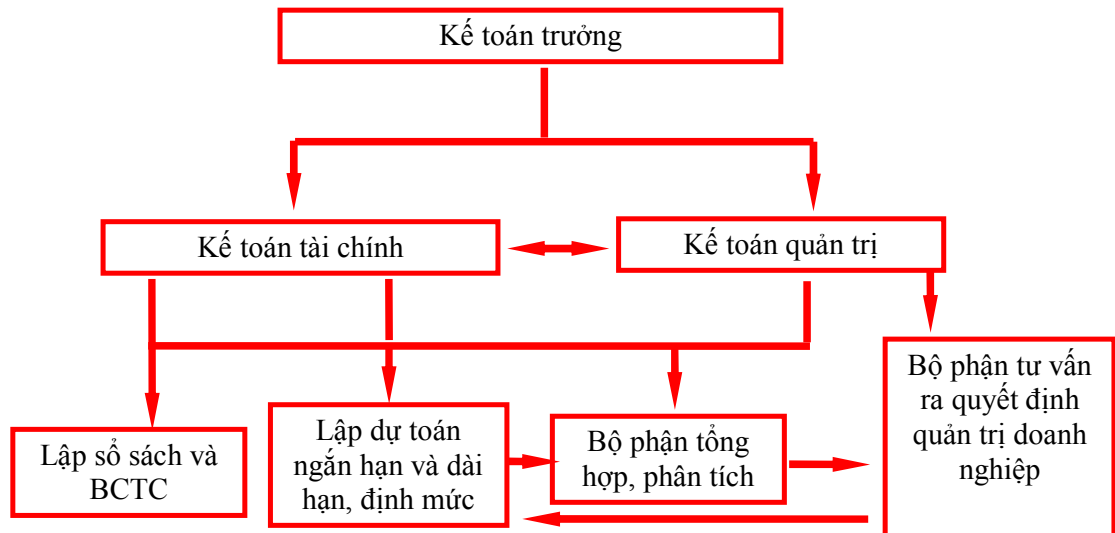 Kế toán trưởng
Kế toán tài chính
Kế toán quản trị
Bộ phận tư vấn
ra quyết định
quản trị doanh
nghiệp
Lập sổ sách và
BCTC
Lập dự toán
ngắn hạn và dài
hạn, định mức
Bộ phận tổng
hợp, phân tích